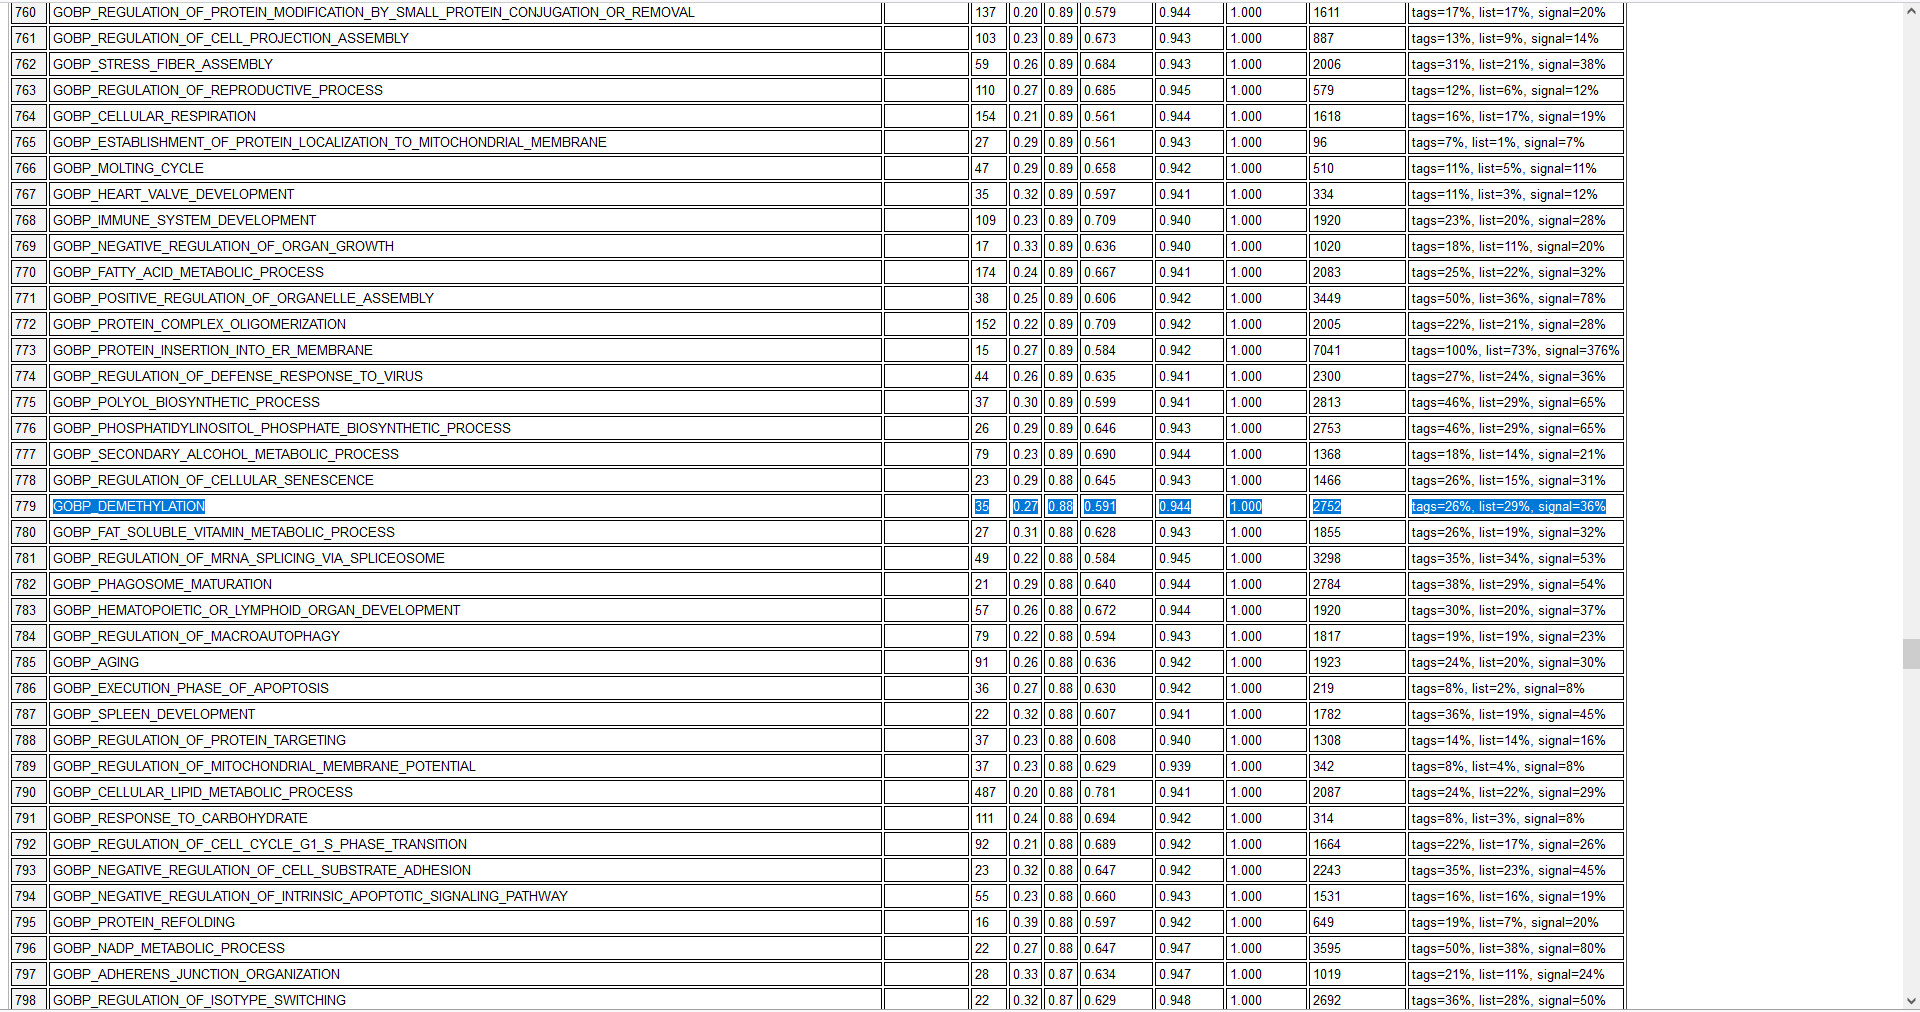 760 GOBP_REGULATION_OF_PROTEIN_MODIFICATION_BY_SMALL_PROTEIN_CONJUGATION_OR_REMOVAL 137 0.20 0.89 0.579 0.944 1.000 1611 tags=17%, list=17%, signal=20%
761 GOBP_REGULATION_OF_CELL_PROJECTION_ASSEMBLY 103 0.23 0.89 0.673 0.943 1.000 887 tags=13%, list=9%, signal=14%
762 GOBP_STRESS_FIBER_ASSEMBLY 59 0.26 0.89 0.684 0.943 1.000 2006 tags=31%, list=21%, signal=38%
763 GOBP_REGULATION_OF_REPRODUCTIVE_PROCESS 110 0.27 0.89 0.685 0.945 1.000 579 tags=12%, list=6%, signal=12%
764 GOBP_CELLULAR_RESPIRATION 154 0.21 0.89 0.561 0.944 1.000 1618 tags=16%, list=17%, signal=19%
765 GOBP_ESTABLISHMENT_OF_PROTEIN_LOCALIZATION_TO_MITOCHONDRIAL_MEMBRANE 27 0.29 0.89 0.561 0.943 1.000 96 tags=7%, list=1%, signal=7%
766 GOBP_MOLTING_CYCLE 47 0.29 0.89 0.658 0.942 1.000 510 tags=11%, list=5%, signal=11%
767 GOBP_HEART_VALVE_DEVELOPMENT 35 0.32 0.89 0.597 0.941 1.000 334 tags=11%, list=3%, signal=12%
768 GOBP_IMMUNE_SYSTEM_DEVELOPMENT 109 0.23 0.89 0.709 0.940 1.000 1920 tags=23%, list=20%, signal=28%
769 GOBP_NEGATIVE_REGULATION_OF_ORGAN_GROWTH 17 0.33 0.89 0.636 0.940 1.000 1020 tags=18%, list=11%, signal=20%
770 GOBP_FATTY_ACID_METABOLIC_PROCESS 174 0.24 0.89 0.667 0.941 1.000 2083 tags=25%, list=22%, signal=32%
771 GOBP_POSITIVE_REGULATION_OF_ORGANELLE_ASSEMBLY 38 0.25 0.89 0.606 0.942 1.000 3449 tags=50%, list=36%, signal=78%
772 GOBP_PROTEIN_COMPLEX_OLIGOMERIZATION 152 0.22 0.89 0.709 0.942 1.000 2005 tags=22%, list=21%, signal=28%
773 GOBP_PROTEIN_INSERTION_INTO_ER_MEMBRANE 15 0.27 0.89 0.584 0.942 1.000 7041 tags=100%, list=73%, signal=376%
774 GOBP_REGULATION_OF_DEFENSE_RESPONSE_TO_VIRUS 44 0.26 0.89 0.635 0.941 1.000 2300 tags=27%, list=24%, signal=36%
775 GOBP_POLYOL_BIOSYNTHETIC_PROCESS 37 0.30 0.89 0.599 0.941 1.000 2813 tags=46%, list=29%, signal=65%
776 GOBP_PHOSPHATIDYLINOSITOL_PHOSPHATE_BIOSYNTHETIC_PROCESS 26 0.29 0.89 0.646 0.943 1.000 2753 tags=46%, list=29%, signal=65%
777 GOBP_SECONDARY_ALCOHOL_METABOLIC_PROCESS 79 0.23 0.89 0.690 0.944 1.000 1368 tags=18%, list=14%, signal=21%
778 GOBP_REGULATION_OF_CELLULAR_SENESCENCE 23 0.29 0.88 0.645 0.943 1.000 1466 tags=26%, list=15%, signal=31%
779 GOBP_DEMETHYLATION 35 0.27 0.88 0.591 0.944 1.000 2752 tags=26%, list=29%, signal=36%
780 GOBP_FAT_SOLUBLE_VITAMIN_METABOLIC_PROCESS 27 0.31 0.88 0.628 0.943 1.000 1855 tags=26%, list=19%, signal=32%
781 GOBP_REGULATION_OF_MRNA_SPLICING_VIA_SPLICEOSOME 49 0.22 0.88 0.584 0.945 1.000 3298 tags=35%, list=34%, signal=53%
782 GOBP_PHAGOSOME_MATURATION 21 0.29 0.88 0.640 0.944 1.000 2784 tags=38%, list=29%, signal=54%
783 GOBP_HEMATOPOIETIC_OR_LYMPHOID_ORGAN_DEVELOPMENT 57 0.26 0.88 0.672 0.944 1.000 1920 tags=30%, list=20%, signal=37%
784 GOBP_REGULATION_OF_MACROAUTOPHAGY 79 0.22 0.88 0.594 0.943 1.000 1817 tags=19%, list=19%, signal=23%
785 GOBP_AGING 91 0.26 0.88 0.636 0.942 1.000 1923 tags=24%, list=20%, signal=30%
786 GOBP_EXECUTION_PHASE_OF_APOPTOSIS 36 0.27 0.88 0.630 0.942 1.000 219 tags=8%, list=2%, signal=8%
787 GOBP_SPLEEN_DEVELOPMENT 22 0.32 0.88 0.607 0.941 1.000 1782 tags=36%, list=19%, signal=45%
788 GOBP_REGULATION_OF_PROTEIN_TARGETING 37 0.23 0.88 0.608 0.940 1.000 1308 tags=14%, list=14%, signal=16%
789 GOBP_REGULATION_OF_MITOCHONDRIAL_MEMBRANE_POTENTIAL 37 0.23 0.88 0.629 0.939 1.000 342 tags=8%, list=4%, signal=8%
790 GOBP_CELLULAR_LIPID_METABOLIC_PROCESS 487 0.20 0.88 0.781 0.941 1.000 2087 tags=24%, list=22%, signal=29%
791 GOBP_RESPONSE_TO_CARBOHYDRATE 111 0.24 0.88 0.694 0.942 1.000 314 tags=8%, list=3%, signal=8%
792 GOBP_REGULATION_OF_CELL_CYCLE_G1_S_PHASE_TRANSITION 92 0.21 0.88 0.689 0.942 1.000 1664 tags=22%, list=17%, signal=26%
793 GOBP_NEGATIVE_REGULATION_OF_CELL_SUBSTRATE_ADHESION 23 0.32 0.88 0.647 0.942 1.000 2243 tags=35%, list=23%, signal=45%
794 GOBP_NEGATIVE_REGULATION_OF_INTRINSIC_APOPTOTIC_SIGNALING_PATHWAY 55 0.23 0.88 0.660 0.943 1.000 1531 tags=16%, list=16%, signal=19%
795 GOBP_PROTEIN_REFOLDING 16 0.39 0.88 0.597 0.942 1.000 649 tags=19%, list=7%, signal=20%
796 GOBP_NADP_METABOLIC_PROCESS 22 0.27 0.88 0.647 0.947 1.000 3595 tags=50%, list=38%, signal=80%
797 GOBP_ADHERENS_JUNCTION_ORGANIZATION 28 0.33 0.87 0.634 0.947 1.000 1019 tags=21%, list=11%, signal=24%
798 GOBP_REGULATION_OF_ISOTYPE_SWITCHING 22 0.32 0.87 0.629 0.948 1.000 2692 tags=36%, list=28%, signal=50%